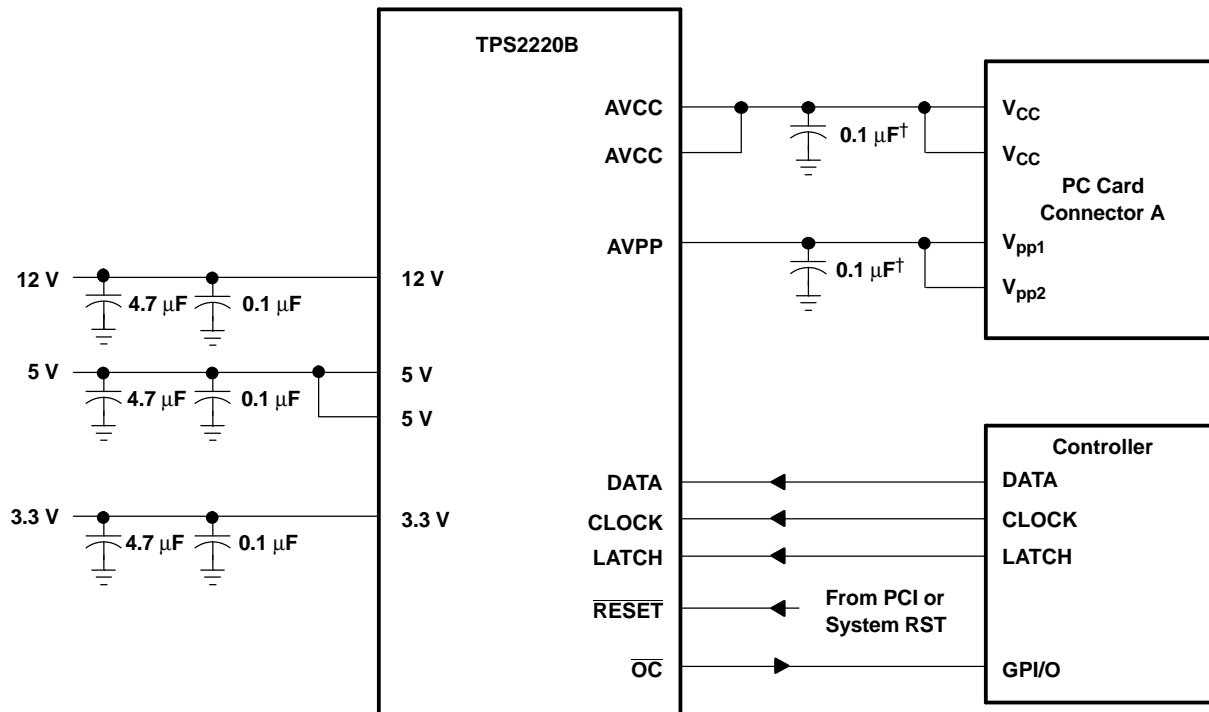 TPS2220B
AVCC
AVCC
AVPP
0.1 μF†
0.1 μF†
VCC
VCC
PC Card
Connector A
Vpp1
Vpp2
12 V
4.7 μF
0.1 μF
12 V
5 V
4.7 μF
0.1 μF
5 V
5 V
3.3 V
4.7 μF
0.1 μF
3.3 V
DATA
CLOCK
LATCH
RESET
OC
From PCI or
System RST
Controller
DATA
CLOCK
LATCH
GPI/O